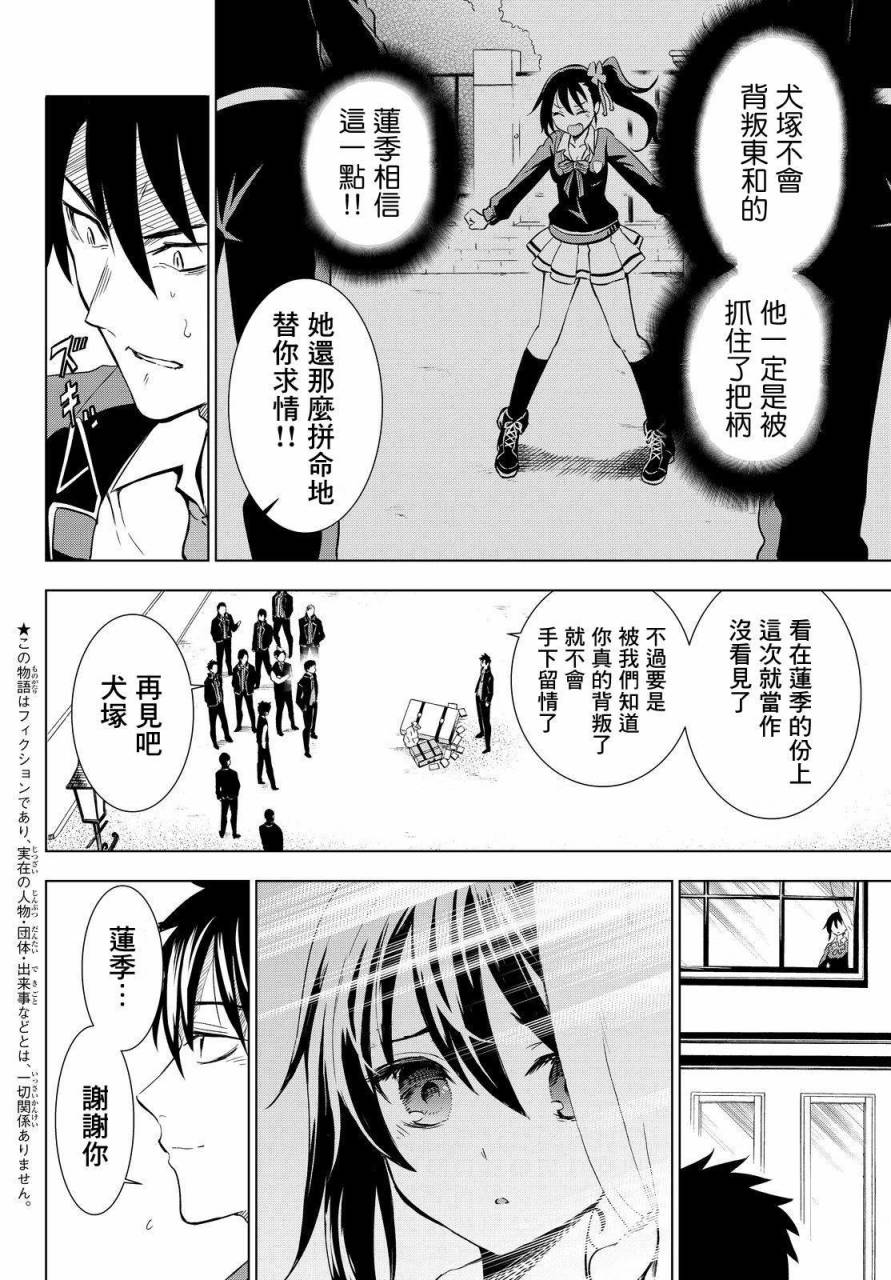 犬塚不會
背叛東和的
他一定是被
抓住了把柄
蓮季相信
這一點!!
她還那麼拼命地
替你求情!!
ズキッ
看在蓮季的份上
這次就當作
沒看見了
不過要是
被我們知道
你真的背叛了
就不會
手下留情了
再見吧
犬塚
蓮季…
謝謝你
★この物語はフィクションであり、実在の人物・団体・出来事などとは、一切関係ありません。